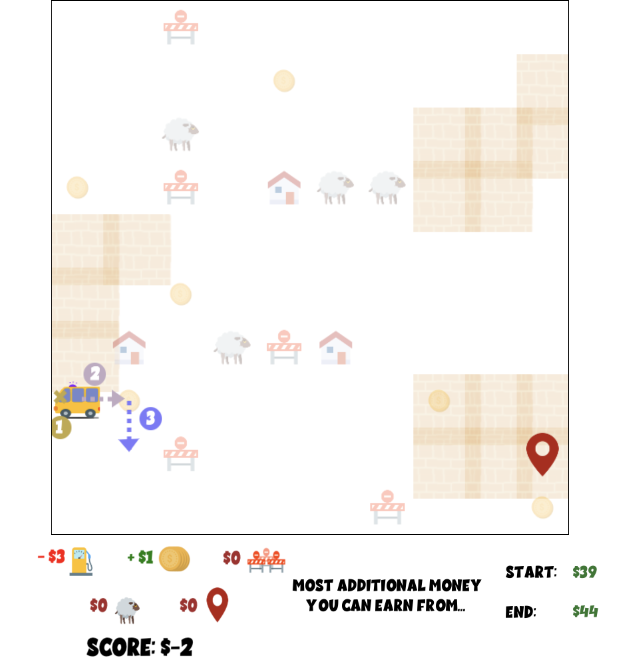 2
3
1
- $3
+ $1
$0
MOST ADDITIONAL MONEY
YOU CAN EARN FROM...
START: $39
$0
$0
END: $44
SCORE: $-2